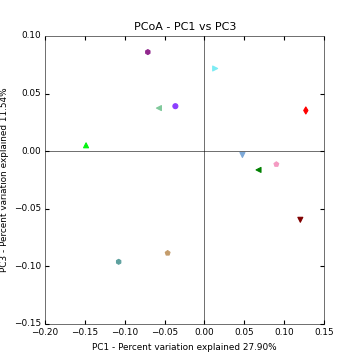 PCoA - PC1 vs PC3
0.10
0.05
0.00
−0.05
−0.10
−0.15
PC3 - Percent variation explained 11.54%
−0.20 −0.15 −0.10 −0.05 0.00 0.05 0.10 0.15
PC1 - Percent variation explained 27.90%